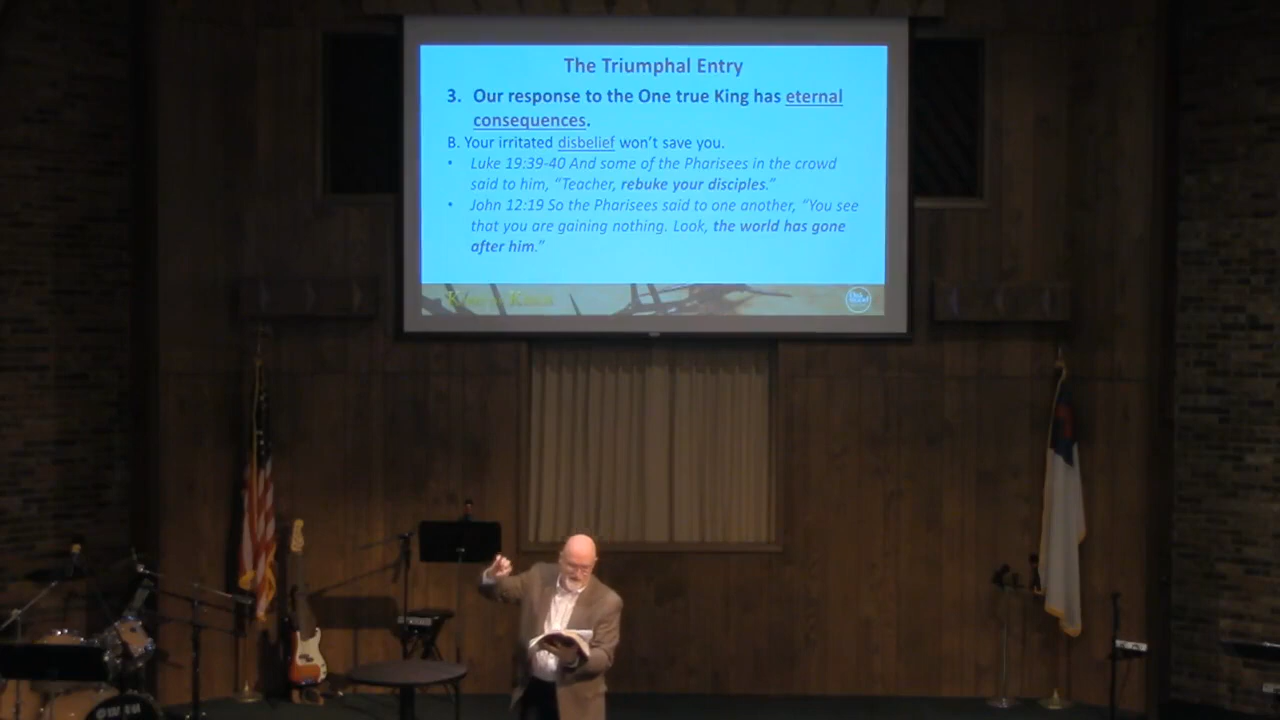 The Triumphal Entry
3. Our response to the One true King has eternal
consequences.
B. Your irritated disbelief won't save you.
• Luke 19:39-40 And some of the Pharisees in the crowd
said to him, “Teacher, rebuke your disciples.”
• John 12:19 So the Pharisees said to one another, “You see
that you are gaining nothing. Look, the world has gone
after him.”
YAMAHA